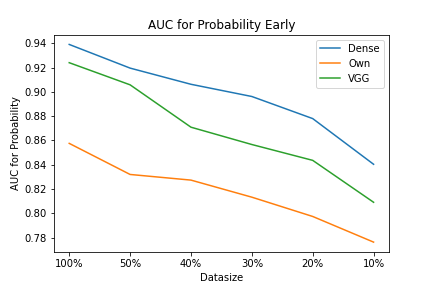 AUC for Probability Early
AUC for Probability
0.94
0.92
0.90
0.88
0.86
0.84
0.82
0.80
0.78
Dense
Own
VGG
100% 50% 40% 30% 20% 10%
Datasize